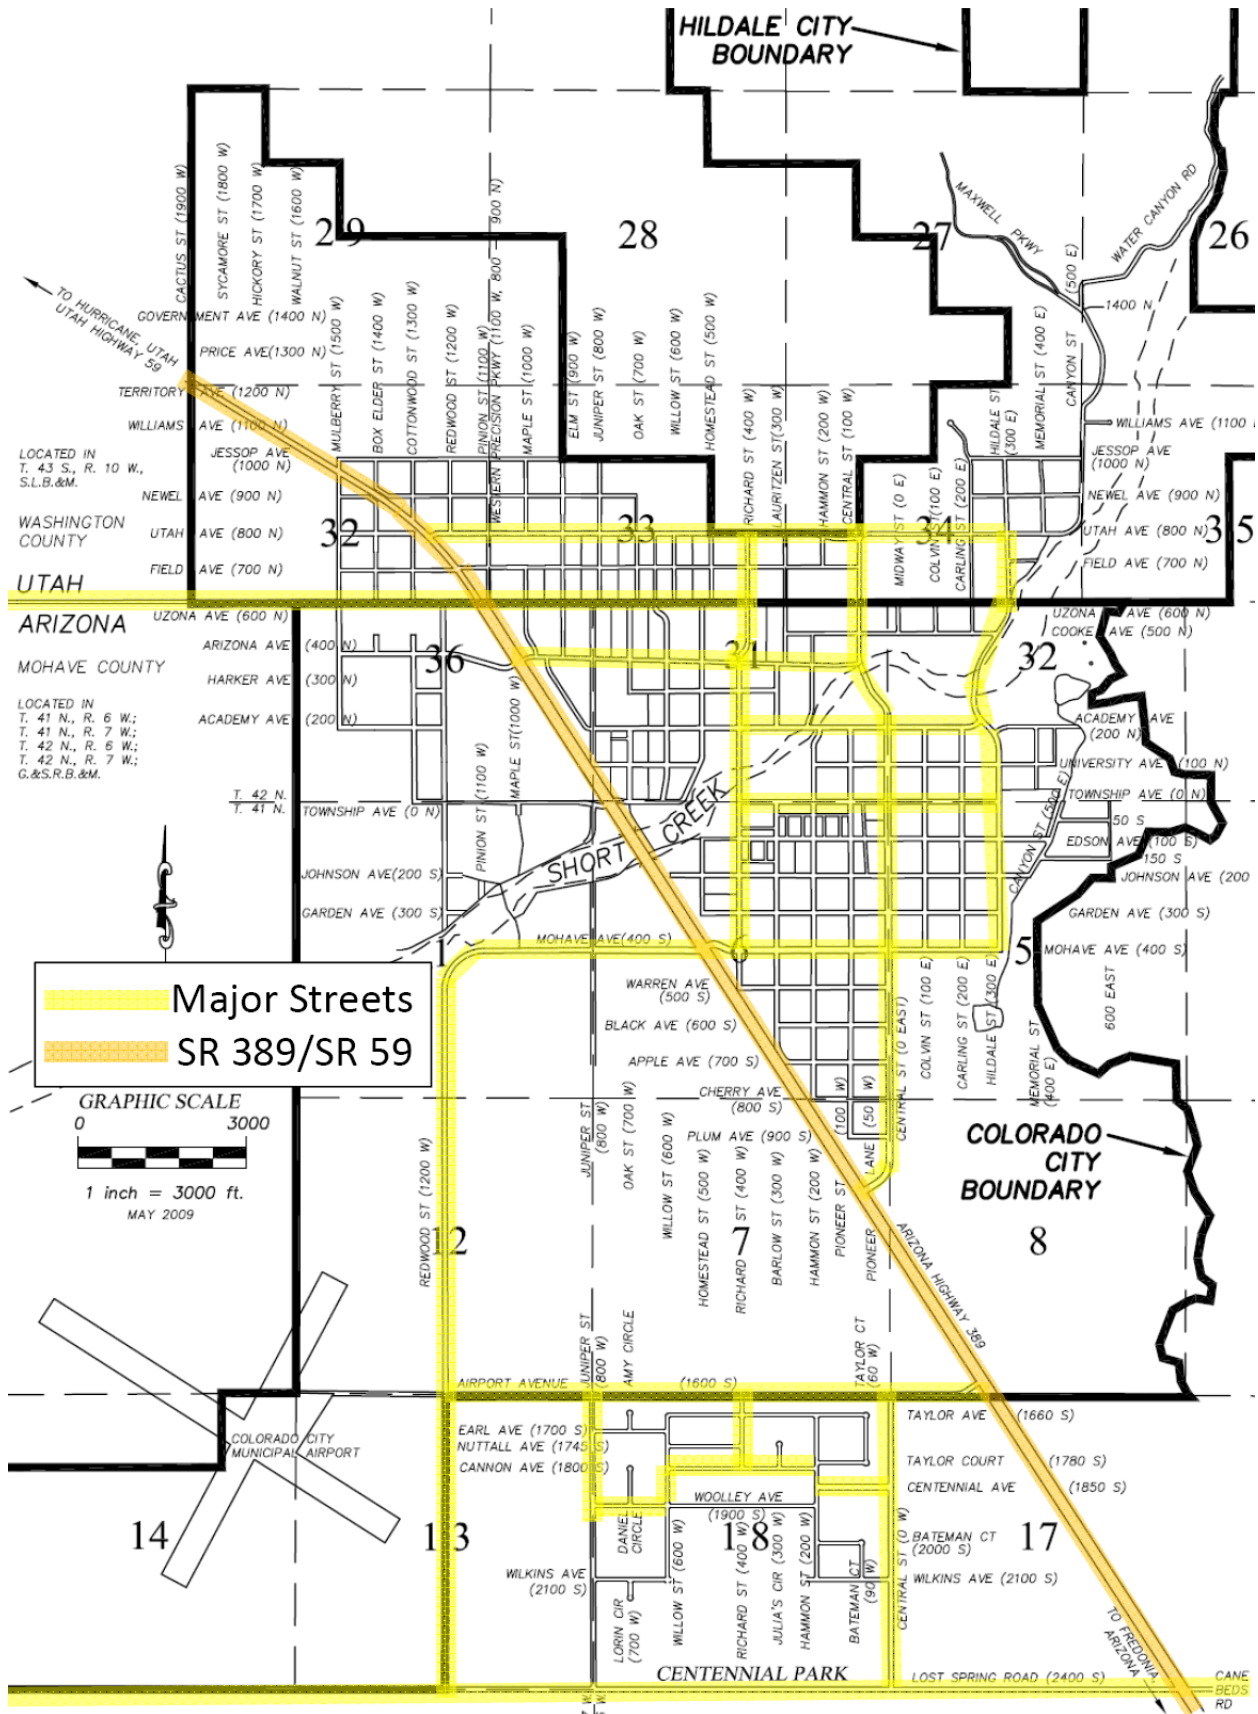 HILDALE CITY
BOUNDARY
CACTUS ST (1900 W)
SYCAMORE ST (1800 W)
HICKORY ST (1700 W)
WALNUT ST (1600 W)
29
28
27
26
MAXWELL PKWY
WATER CANYON RD
(500 E)
CANYON ST
1400 N
TO HURRICANE, UTAH
UTAH HIGHWAY 59
GOVERNMENT AVE (1400 N)
PRICE AVE(1300 N)
TERRITORY AVE (1200 N)
WILLIAMS AVE (1100 N)
JESSOP AVE
(1000 N)
NEWEL AVE (900 N)
UTAH AVE (800 N)
FIELD AVE (700 N)
UZONA AVE (600 N)
MULBERRY ST (1500 W)
BOX ELDER ST (1400 W)
COTTONWOOD ST (1300 W)
REDWOOD ST (1200 W)
PINION ST (1100 W)
WESTERN PRECISION PKWY (1100 W, 800 - 900 N)
MAPLE ST (1000 W)
ELM ST (900 W)
JUNIPER ST (800 W)
OAK ST (700 W)
WILLOW ST (600 W)
HOMESTEAD ST (500 W)
RICHARD ST (400 W)
LAURITZEN ST(300 W)
HAMMON ST (200 W)
CENTRAL ST (100 W)
MIDWAY ST (0 E)
COLVIN ST(100 E)
CARLING ST (200 E)
HILDALE ST
(300 E)
MEMORIAL ST (400 E)
WILLIAMS AVE (1100
JESSOP AVE
(1000 N)
NEWEL AVE (900 N)
UTAH AVE (800 N)
FIELD AVE (700 N)
UZONA AVE (600 N)
COOKE AVE (500 N)
LOCATED IN
T. 43 S., R. 10 W.,
S.L.B.&M.
WASHINGTON
COUNTY
UTAH
ARIZONA
MOHAVE COUNTY
LOCATED IN
T. 41 N., R. 6 W.;
T. 41 N., R. 7 W.;
T. 42 N., R. 6 W.;
T. 42 N., R. 7 W.;
G.&S.R.B.&M.
32
33
34
35
36
31
32
ARIZONA AVE (400 N)
HARKER AVE (300 N)
ACADEMY AVE (200 N)
T. 42 N.
T. 41 N.
TOWNSHIP AVE (0 N)
JOHNSON AVE(200 S)
GARDEN AVE (300 S)
PINION ST (1100 W)
MAPLE ST(1000 W)
SHORT CREEK
MOHAVE AVE(400 S)
ACADEMY AVE
(200 N)
UNIVERSITY AVE (100 N)
TOWNSHIP AVE (0 N)
50 S
EDSON AVE (100 S)
150 S
JOHNSON AVE (200
GARDEN AVE (300 S)
MOHAVE AVE (400 S)
CANYON ST (500 E)
1
6
5
WARREN AVE
(500 S)
BLACK AVE (600 S)
APPLE AVE (700 S)
CHERRY AVE
(800 S)
PLUM AVE (900 S)
CENTRAL ST (0 EAST)
COLVIN ST (100 E)
CARLING ST (200 E)
HILDALE ST (300 E)
MEMORIAL ST
(400 E)
600 EAST
Major Streets
SR 389/SR 59
GRAPHIC SCALE
0 3000
1 inch = 3000 ft.
MAY 2009
COLORADO
CITY
BOUNDARY
REDWOOD ST (1200 W)
JUNIPER ST
(800 W)
OAK ST (700 W)
WILLOW ST (600 W)
HOMESTEAD ST (500 W)
RICHARD ST (400 W)
BARLOW ST (300 W)
HAMMON ST (200 W)
PIONEER ST (100 W)
PIONEER LANE (50 W)
ARIZONA HIGHWAY 389
12
7
8
JUNIPER ST
(800 W)
AMY CIRCLE
TAYLOR CT
(60 W)
AIRPORT AVENUE (1600 S)
EARL AVE (1700 S)
NUTTALL AVE (1745 S)
CANNON AVE (1800 S)
COLORADO CITY
MUNICIPAL AIRPORT
TAYLOR AVE (1660 S)
TAYLOR COURT (1780 S)
CENTENNIAL AVE (1850 S)
WOOLLEY AVE
(1900 S)
14
13
18
17
DANIEL
CIRCLE
BATEMAN CT
(2000 S)
WILKINS AVE
(2100 S)
WILKINS AVE (2100 S)
LORIN CIR
(700 W)
WILLOW ST (600 W)
RICHARD ST (400 W)
JULIA'S CIR (300 W)
HAMMON ST (200 W)
BATEMAN CT
(90 W)
CENTRAL ST (0 W)
TO FREDONIA,
ARIZONA
CENTENNIAL PARK
LOST SPRING ROAD (2400 S)
CANE
BEDS
RD